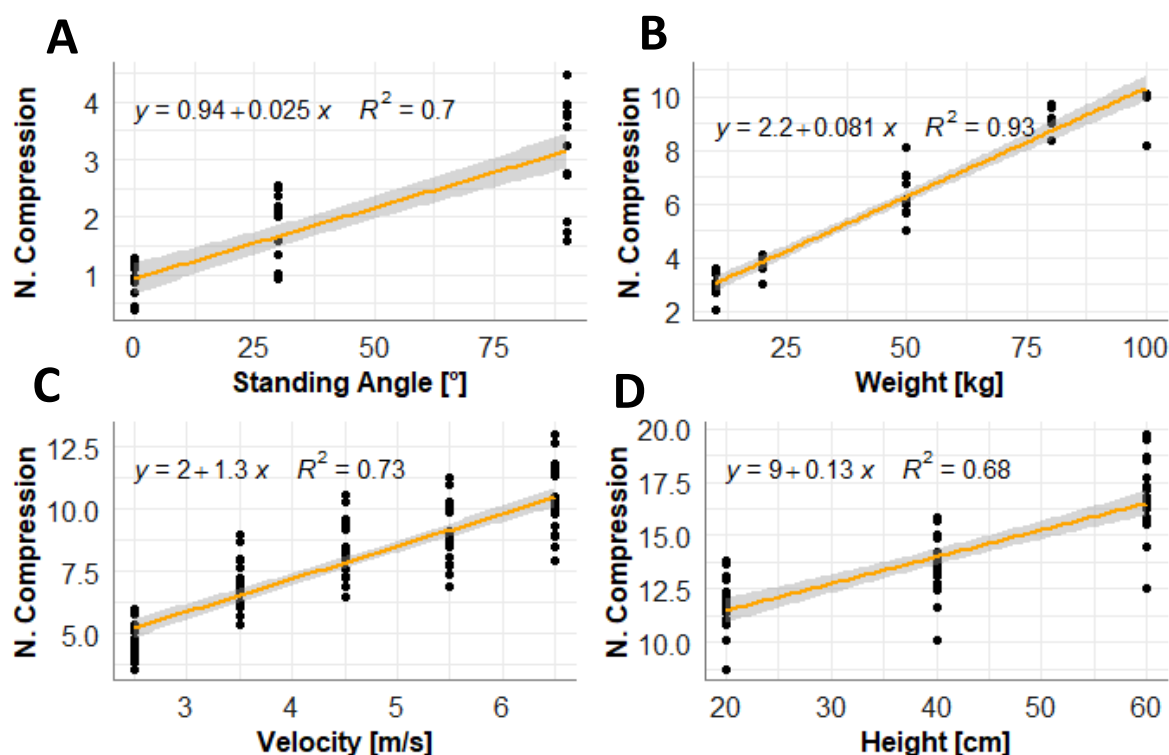 A
N. Compression
4
3
2
1
y = 0.94 + 0.025 x R² = 0.7
0 25 50 75
Standing Angle [º]
B
N. Compression
10
8
6
4
2
y = 2.2 + 0.081 x R² = 0.93
25 50 75 100
Weight [kg]
C
N. Compression
12.5
10.0
7.5
5.0
y = 2 + 1.3 x R² = 0.73
3 4 5 6
Velocity [m/s]
D
N. Compression
20.0
17.5
15.0
12.5
10.0
y = 9 + 0.13 x R² = 0.68
20 30 40 50 60
Height [cm]